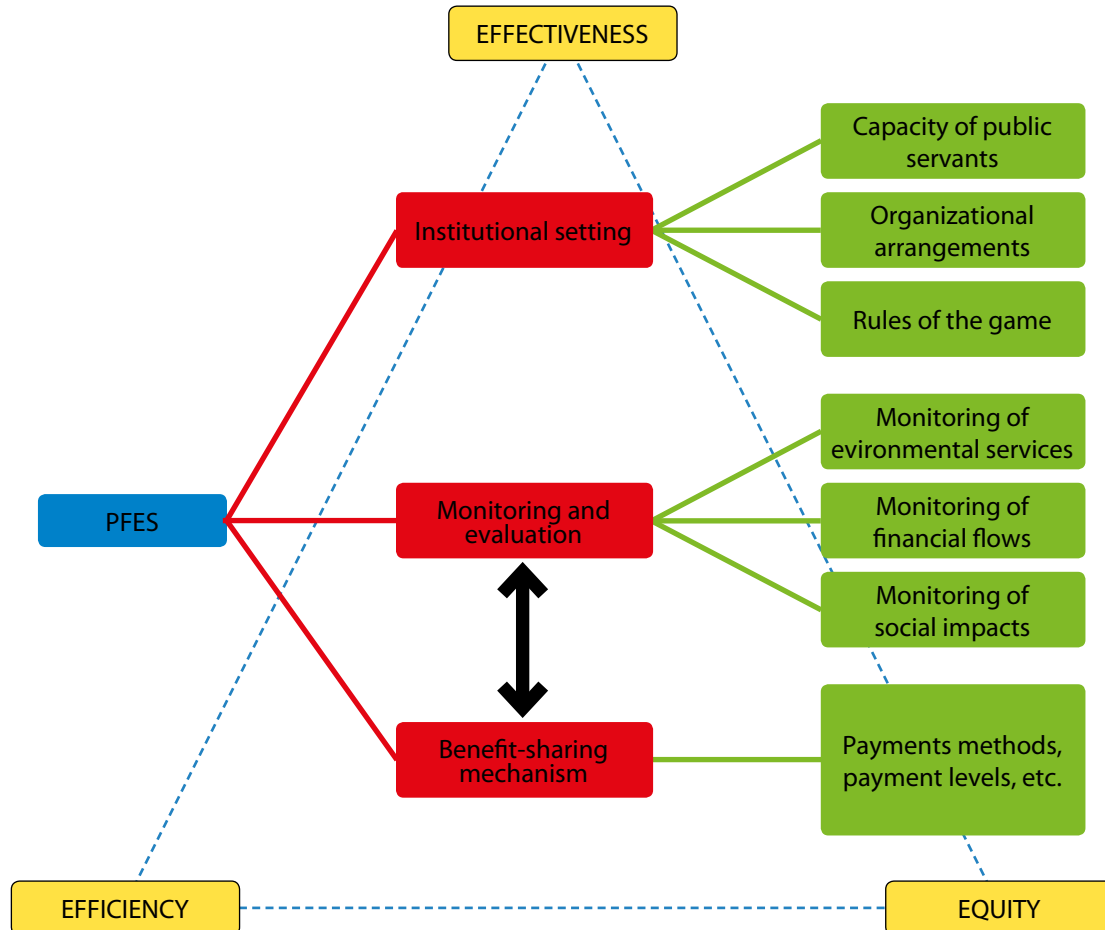 EFFECTIVENESS
Capacity of public
servants
Institutional setting
Organizational
arrangements
Rules of the game
Monitoring of
evironmental services
PFES
Monitoring and
evaluation
Monitoring of
financial flows
Monitoring of
social impacts
Benefit-sharing
mechanism
Payments methods,
payment levels, etc.
EFFICIENCY
EQUITY